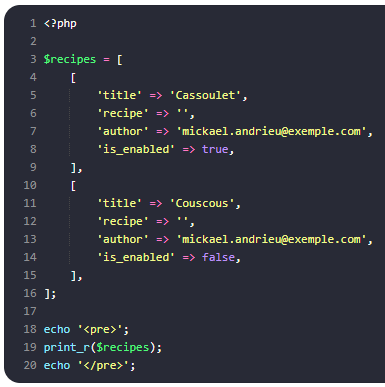 1 <?php
2
3 $recipes = [
4     [
5         'title' => 'Cassoulet',
6         'recipe' => '',
7         'author' => 'mickael.andrieu@exemple.com',
8         'is_enabled' => true,
9     ],
10     [
11         'title' => 'Couscous',
12         'recipe' => '',
13         'author' => 'mickael.andrieu@exemple.com',
14         'is_enabled' => false,
15     ],
16 ];
17
18 echo '<pre>';
19 print_r($recipes);
20 echo '</pre>';